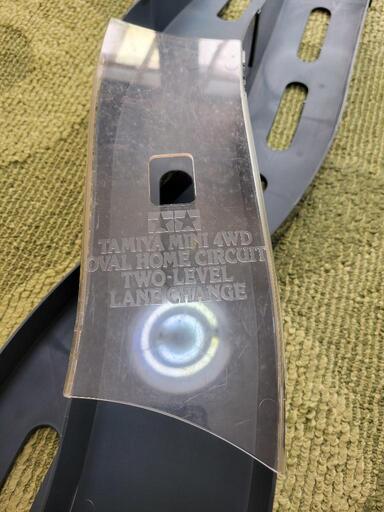 TAMIYA MINI 4WD
OVAL HOME CIRCUIT
TWO-LEVEL
LANE CHANGE